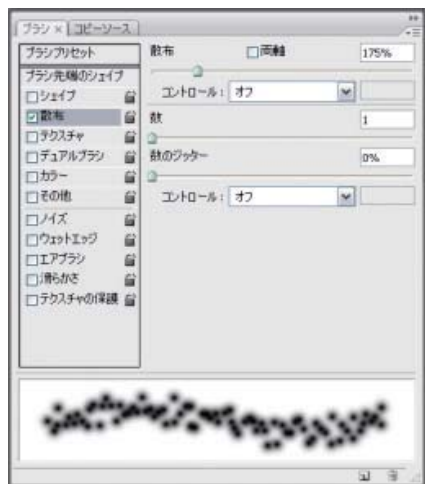 ブラシ × コピーソース
ブラシプリセット
ブラシ先端のシェイプ
シェイプ
散布
テクスチャ
デュアルブラシ
カラー
その他
ノイズ
ウェットエッジ
エアブラシ
滑らかさ
テクスチャの保護
散布 両軸 175%
コントロール: オフ
数 1
数のジッター 0%
コントロール: オフ